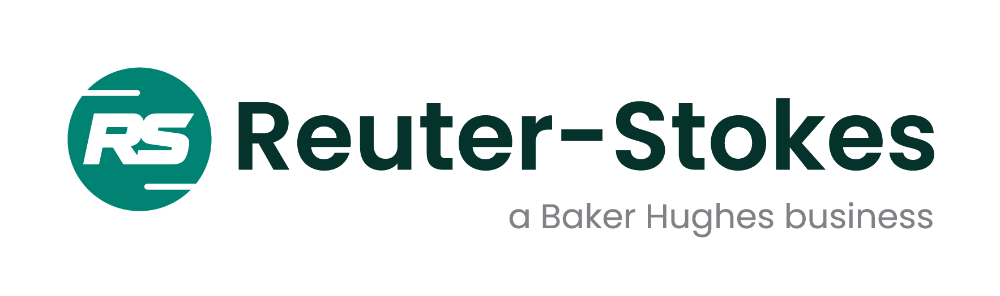 RS
Reuter-Stokes
a Baker Hughes business